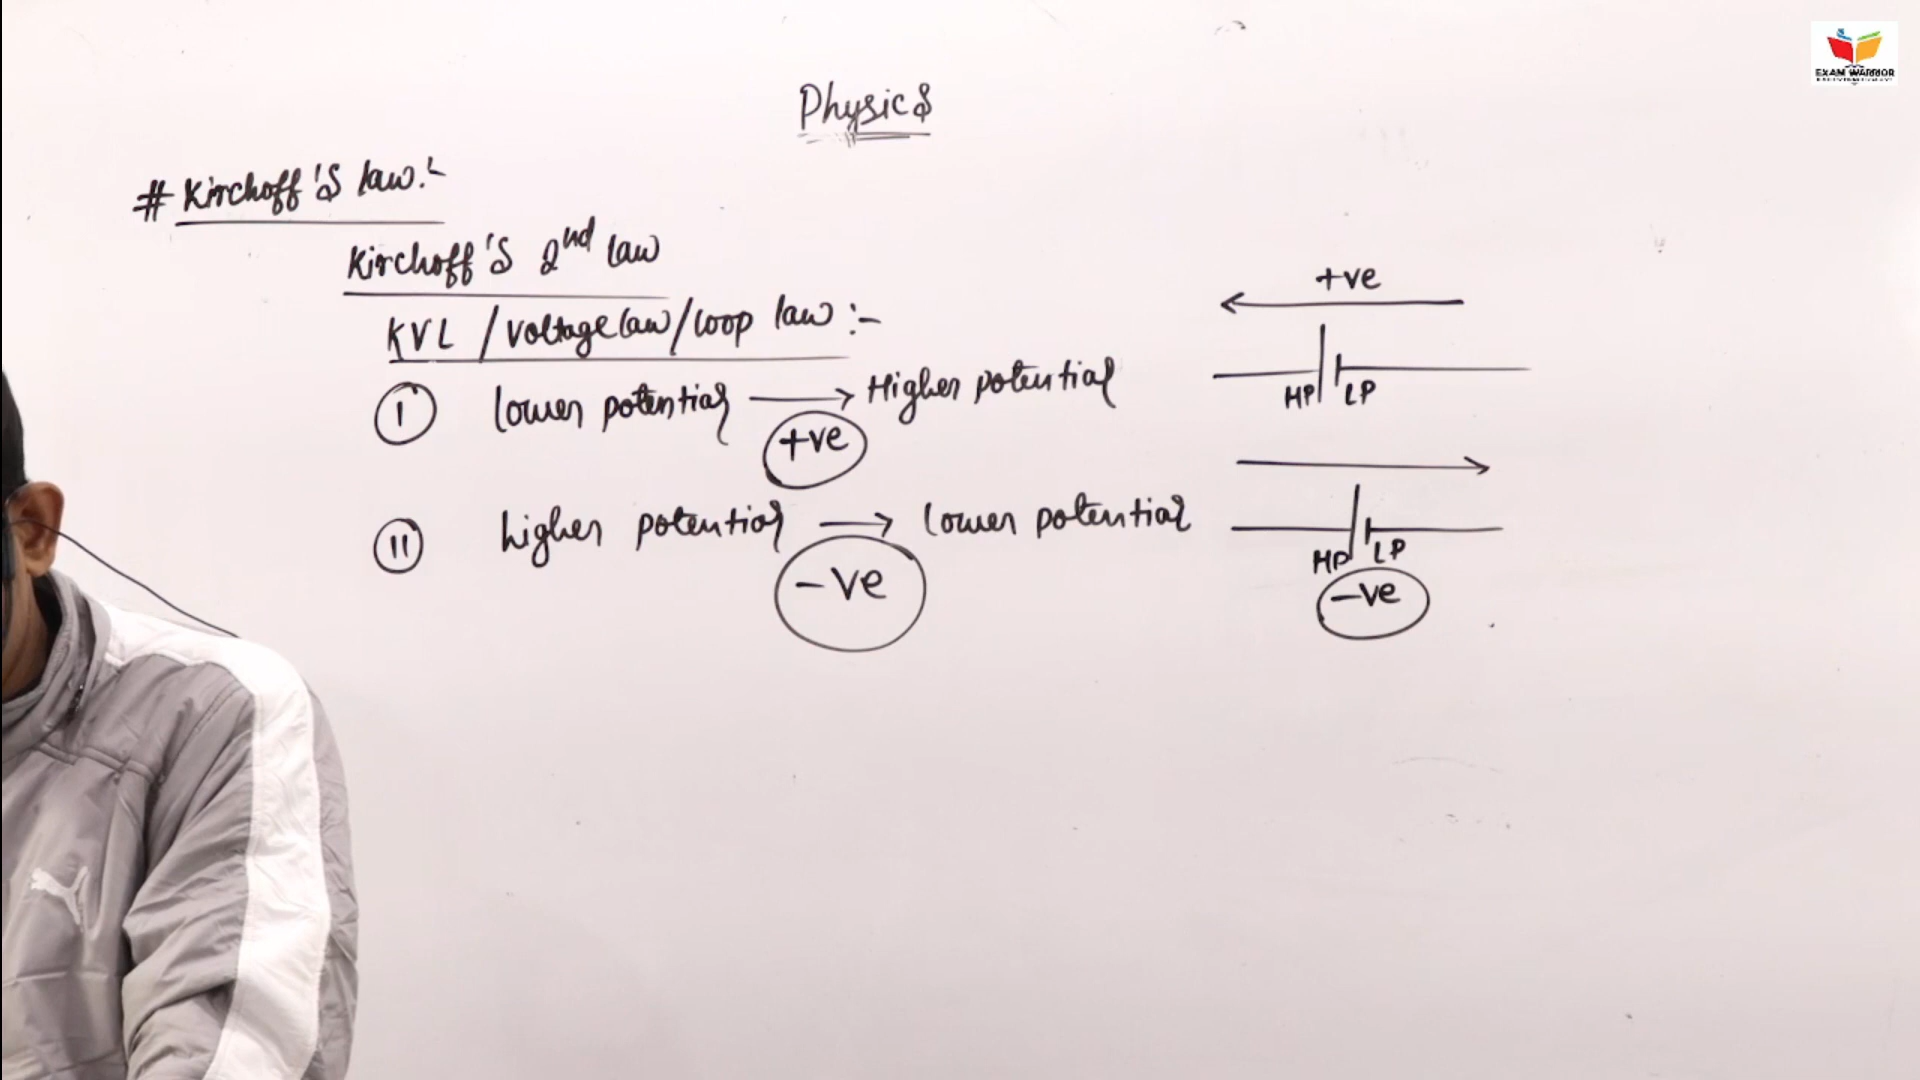 Physics
# Kirchoff's law:-
Kirchoff's 2nd law
KVL / Voltage law / loop law :-
I lower potential → Higher potential
+ve
II higher potential → lower potential
-ve
+ve
HP LP
HP LP
-ve
EXAM WARRIOR